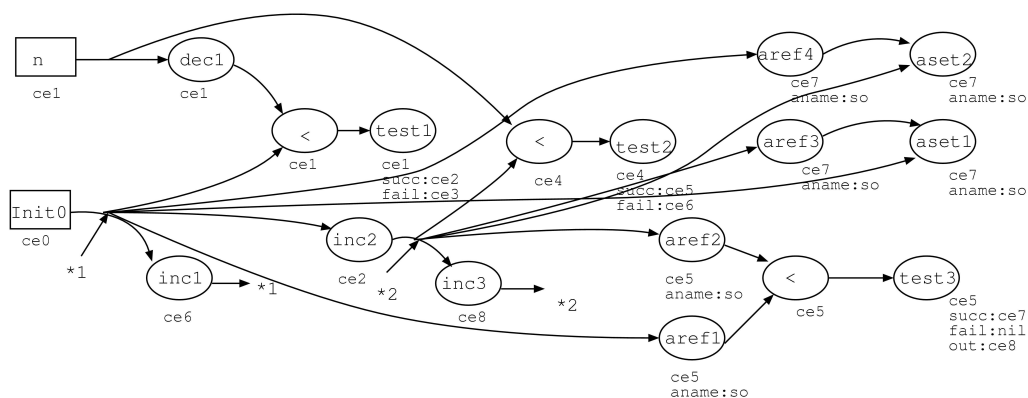 n
ce1
dec1
ce1
<
ce1
test1
ce1
succ:ce2
fail:ce3
<
ce4
test2
ce4
succ:ce5
fail:ce6
aref4
ce7
aname:so
aset2
ce7
aname:so
aref3
ce7
aname:so
aset1
ce7
aname:so
Init0
ce0
*1
inc1
ce6
*1
inc2
ce2
*2
inc3
ce8
*2
aref2
ce5
aname:so
<
ce5
test3
ce5
succ:ce7
fail:nil
out:ce8
aref1
ce5
aname:so